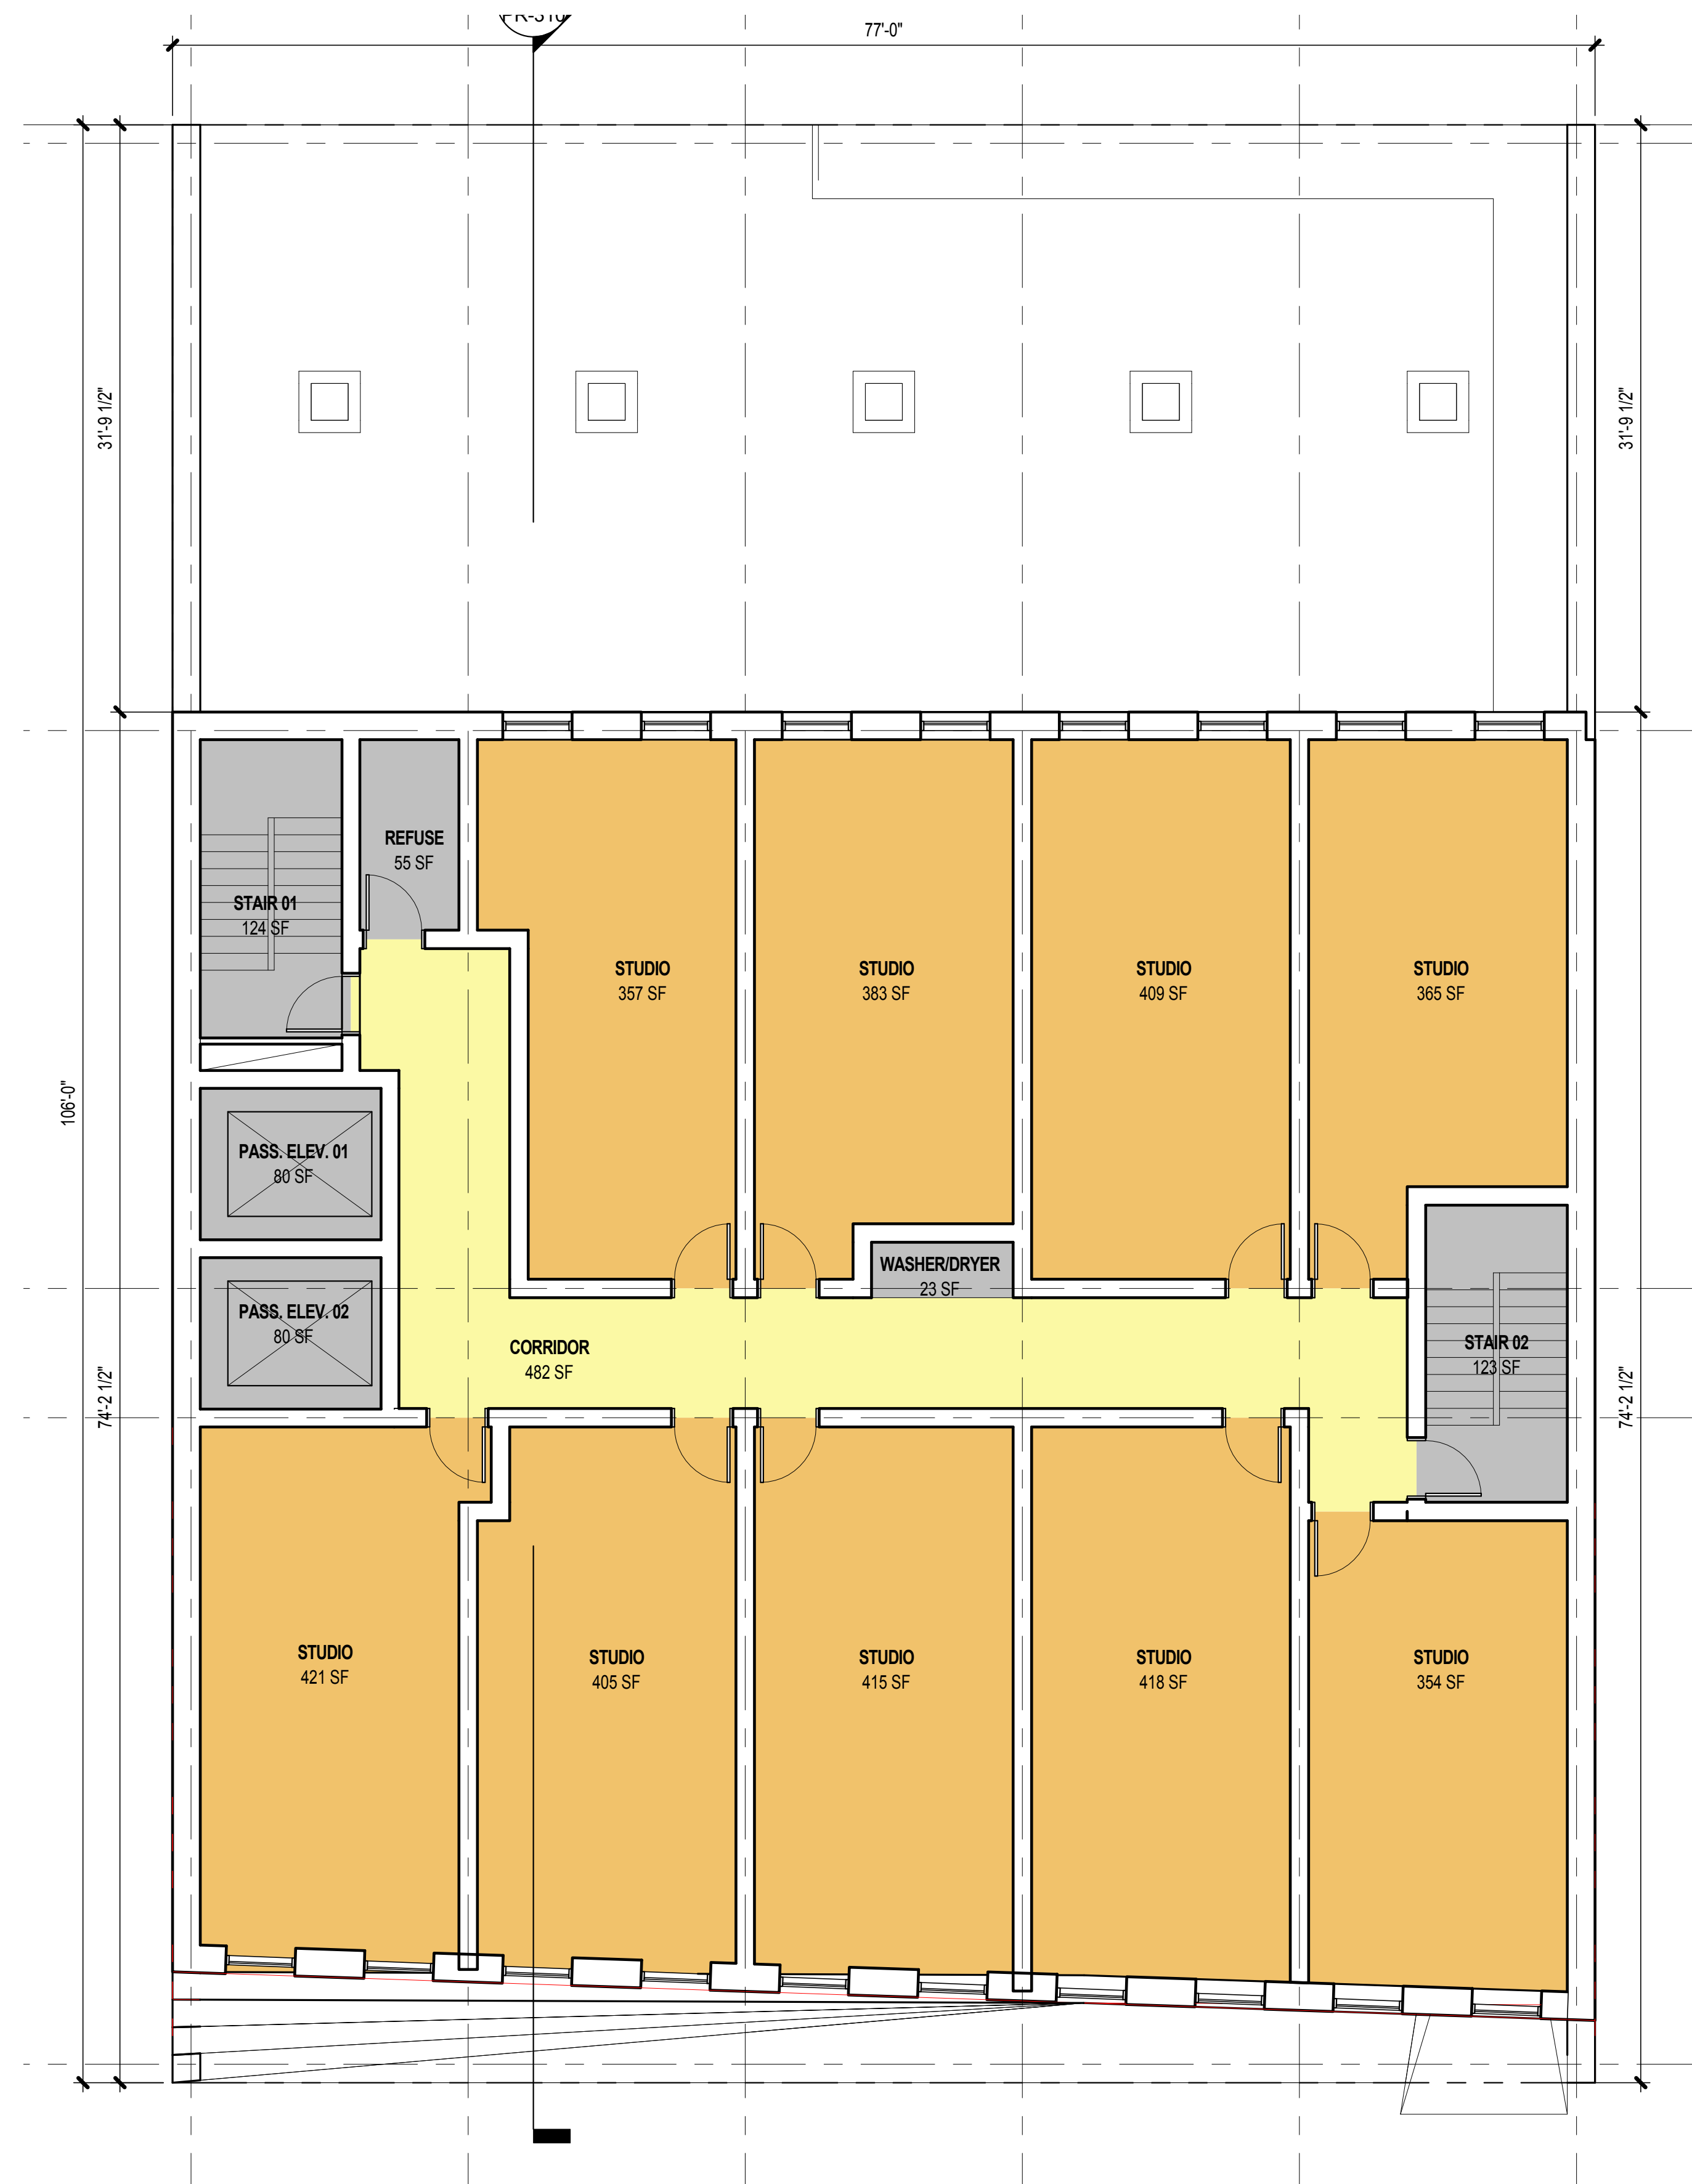 PR-310
77'-0"
31'-9 1/2"
31'-9 1/2"
REFUSE
55 SF
STAIR 01
124 SF
STUDIO
357 SF
STUDIO
383 SF
STUDIO
409 SF
STUDIO
365 SF
106'-0"
PASS. ELEV. 01
80 SF
WASHER/DRYER
23 SF
PASS. ELEV. 02
80 SF
CORRIDOR
482 SF
STAIR 02
123 SF
74'-2 1/2"
74'-2 1/2"
STUDIO
421 SF
STUDIO
405 SF
STUDIO
415 SF
STUDIO
418 SF
STUDIO
354 SF